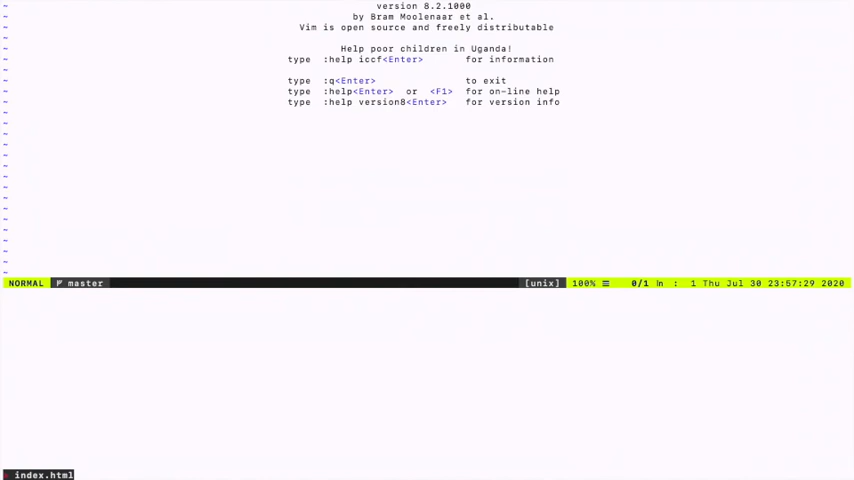 version 8.2.1000
by Bram Moolenaar et al.
Vim is open source and freely distributable
Help poor children in Uganda!
type :help iccf<Enter> for information
type :q<Enter> to exit
type :help<Enter> or <F1> for on-line help
type :help version8<Enter> for version info
NORMAL master [unix] 100% ☰ 0/1 ln : 1 Thu Jul 30 23:57:29 2020
index.html